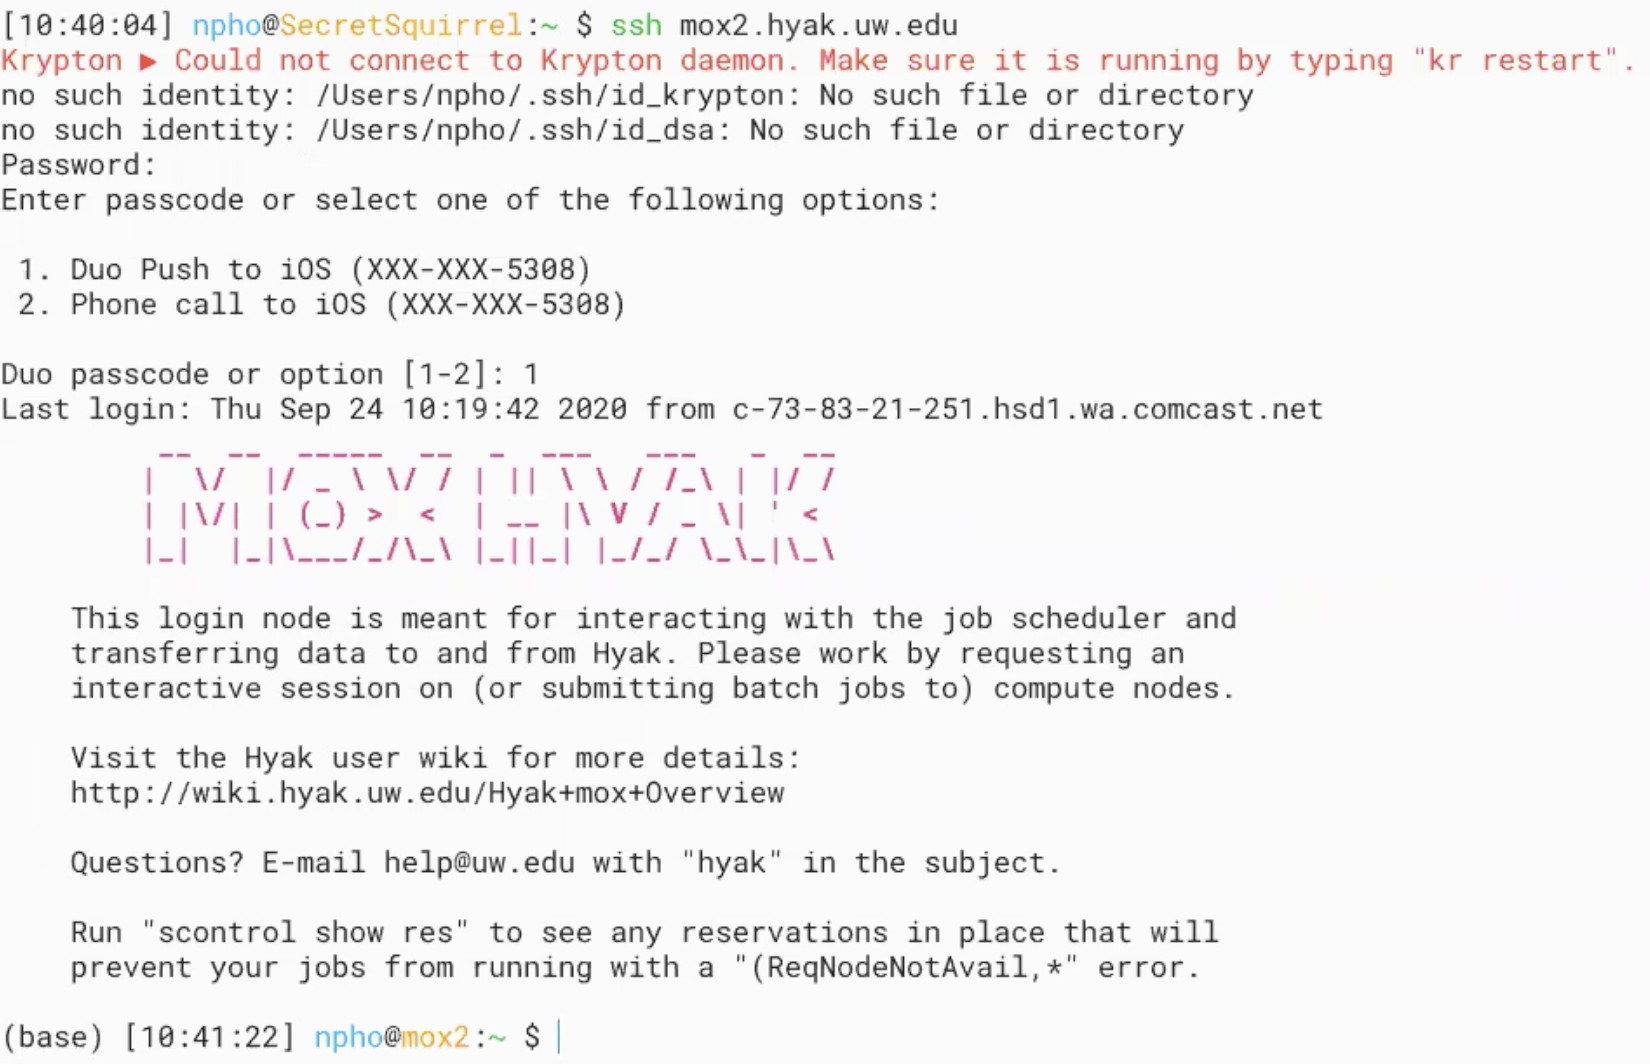 [10:40:04] npho@SecretSquirrel:~ $ ssh mox2.hyak.uw.edu
Krypton ▶ Could not connect to Krypton daemon. Make sure it is running by typing "kr restart".
no such identity: /Users/npho/.ssh/id_krypton: No such file or directory
no such identity: /Users/npho/.ssh/id_dsa: No such file or directory
Password:
Enter passcode or select one of the following options:
1. Duo Push to iOS (XXX-XXX-5308)
2. Phone call to iOS (XXX-XXX-5308)
Duo passcode or option [1-2]: 1
Last login: Thu Sep 24 10:19:42 2020 from c-73-83-21-251.hsd1.wa.comcast.net
MOX HYAK
This login node is meant for interacting with the job scheduler and
transferring data to and from Hyak. Please work by requesting an
interactive session on (or submitting batch jobs to) compute nodes.
Visit the Hyak user wiki for more details:
http://wiki.hyak.uw.edu/Hyak+mox+Overview
Questions? E-mail help@uw.edu with "hyak" in the subject.
Run "scontrol show res" to see any reservations in place that will
prevent your jobs from running with a "(ReqNodeNotAvail,*" error.
(base) [10:41:22] npho@mox2:~ $